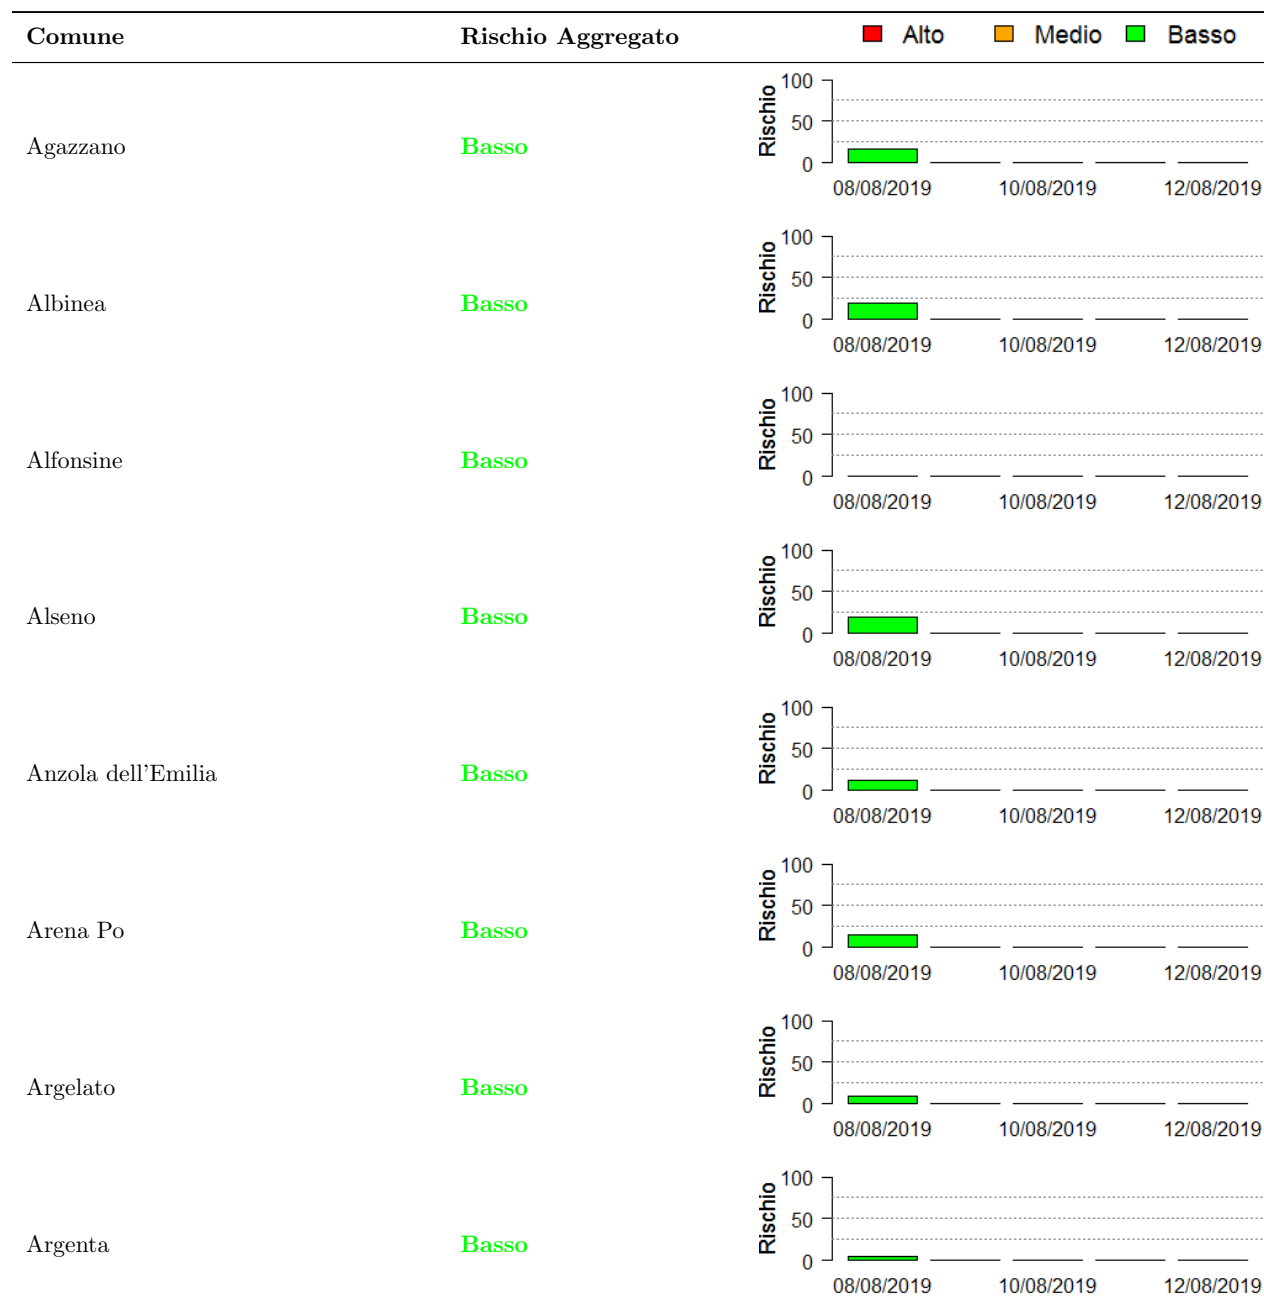 Comune Rischio Aggregato Alto Medio Basso
Agazzano Basso
Rischio
100
50
0
08/08/2019 10/08/2019 12/08/2019
Albinea Basso
Rischio
100
50
0
08/08/2019 10/08/2019 12/08/2019
Alfonsine Basso
Rischio
100
50
0
08/08/2019 10/08/2019 12/08/2019
Alseno Basso
Rischio
100
50
0
08/08/2019 10/08/2019 12/08/2019
Anzola dell'Emilia Basso
Rischio
100
50
0
08/08/2019 10/08/2019 12/08/2019
Arena Po Basso
Rischio
100
50
0
08/08/2019 10/08/2019 12/08/2019
Argelato Basso
Rischio
100
50
0
08/08/2019 10/08/2019 12/08/2019
Argenta Basso
Rischio
100
50
0
08/08/2019 10/08/2019 12/08/2019